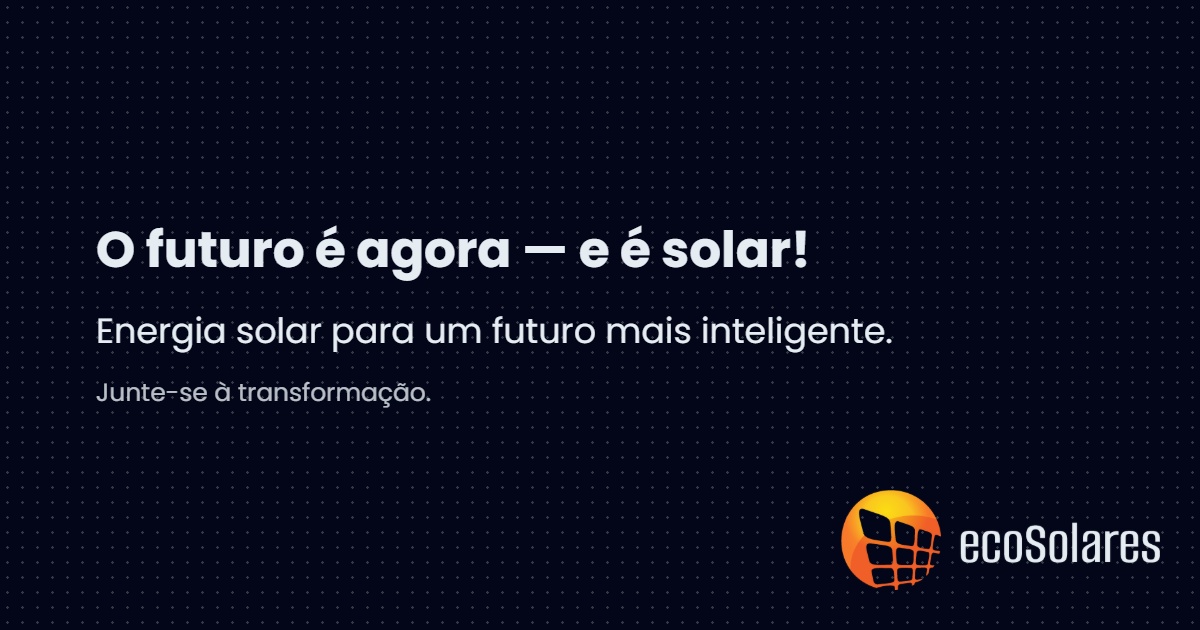 O futuro é agora — e é solar!
Energia solar para um futuro mais inteligente.
Junte-se à transformação.
ecoSolares